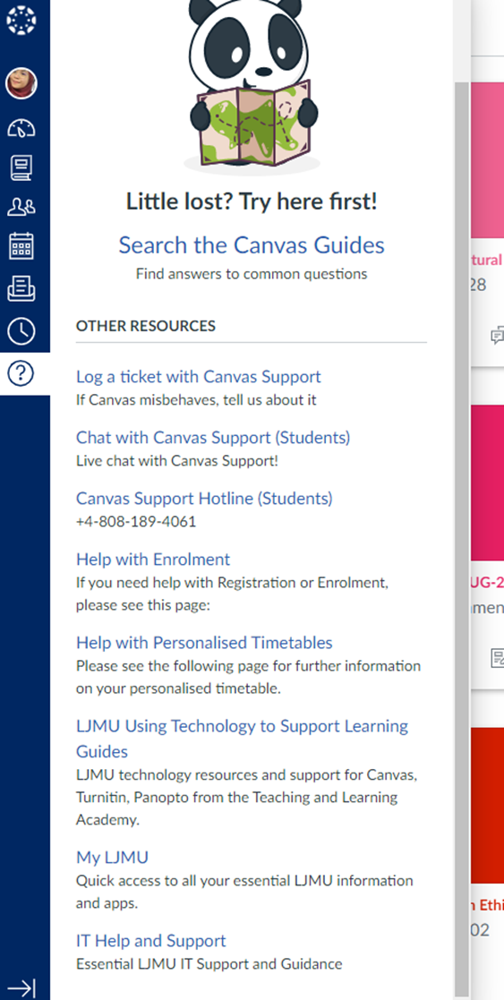 Little lost? Try here first!
Search the Canvas Guides
Find answers to common questions
OTHER RESOURCES
Log a ticket with Canvas Support
If Canvas misbehaves, tell us about it
Chat with Canvas Support (Students)
Live chat with Canvas Support!
Canvas Support Hotline (Students)
+4-808-189-4061
Help with Enrolment
If you need help with Registration or Enrolment,
please see this page:
Help with Personalised Timetables
Please see the following page for further information
on your personalised timetable.
LJMU Using Technology to Support Learning
Guides
LJMU technology resources and support for Canvas,
Turnitin, Panopto from the Teaching and Learning
Academy.
My LJMU
Quick access to all your essential LJMU information
and apps.
IT Help and Support
Essential LJMU IT Support and Guidance
tural
28
UG-2
men
n Ethi
02